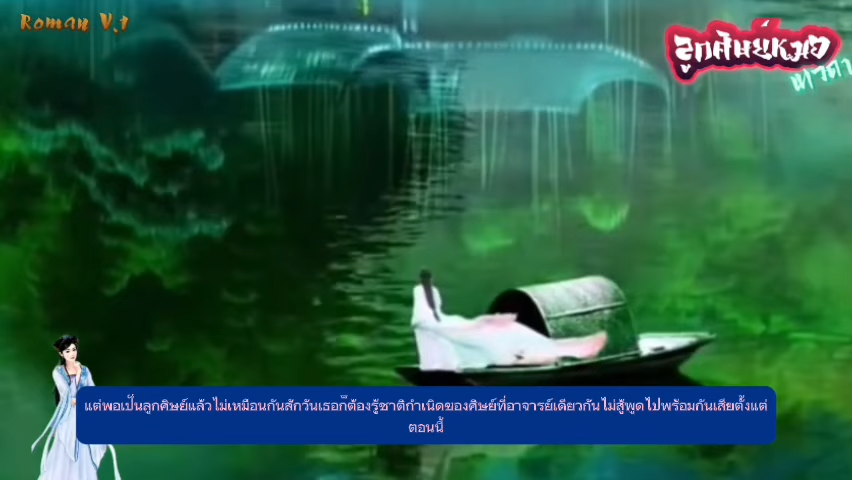 Roman V.1
ลูกศิษย์หมอ
แต่พอเป็นลูกศิษย์แล้วไม่เหมือนกันสักวันเธอก็ต้องรู้ชาติกำเนิดของศิษย์ที่อาจารย์เดียวกันไม่สู้พูดไปพร้อมกันเสียตั้งแต่
ตอนนี้